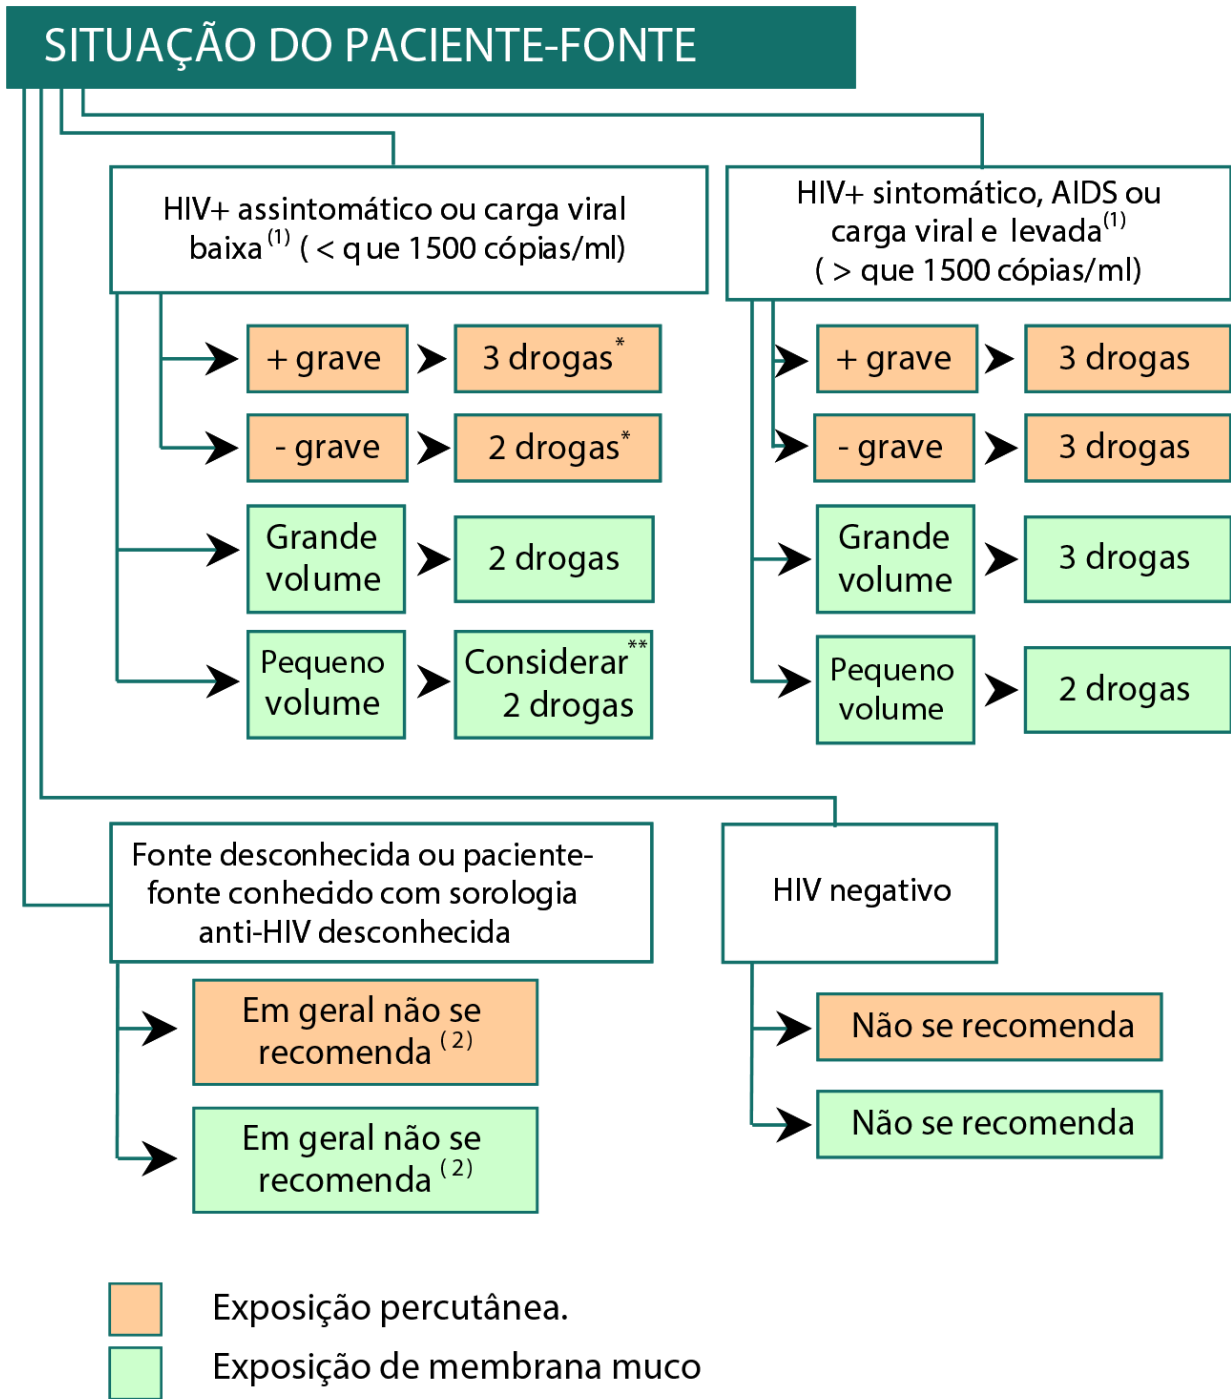 SITUAÇÃO DO PACIENTE-FONTE
HIV+ assintomático ou carga viral
baixa(1) ( < que 1500 cópias/ml)
+ grave
3 drogas*
- grave
2 drogas*
Grande
volume
2 drogas
Pequeno
volume
Considerar**
2 drogas
HIV+ sintomático, AIDS ou
carga viral e levada(1)
( > que 1500 cópias/ml)
+ grave
3 drogas
- grave
3 drogas
Grande
volume
3 drogas
Pequeno
volume
2 drogas
Fonte desconhecida ou paciente-
fonte conhecido com sorologia
anti-HIV desconhecida
Em geral não se
recomenda (2)
Em geral não se
recomenda (2)
HIV negativo
Não se recomenda
Não se recomenda
Exposição percutânea.
Exposição de membrana muco